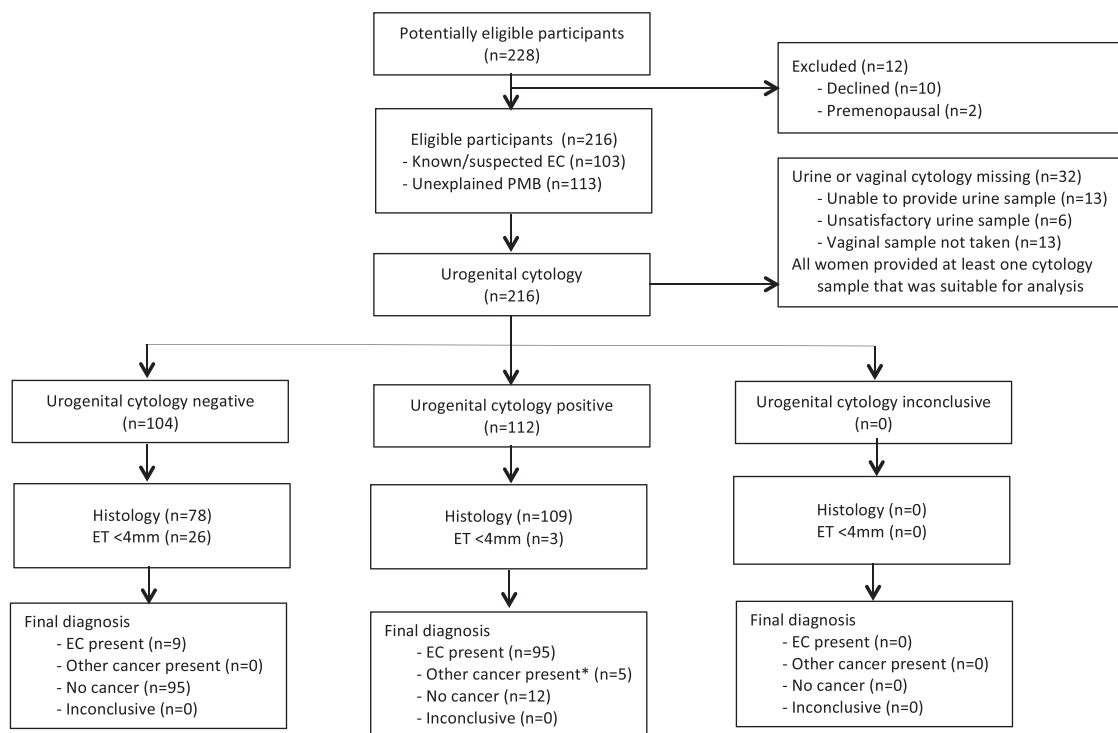 Potentially eligible participants
(n=228)
Excluded (n=12)
- Declined (n=10)
- Premenopausal (n=2)
Eligible participants (n=216)
- Known/suspected EC (n=103)
- Unexplained PMB (n=113)
Urine or vaginal cytology missing (n=32)
- Unable to provide urine sample (n=13)
- Unsatisfactory urine sample (n=6)
- Vaginal sample not taken (n=13)
All women provided at least one cytology
sample that was suitable for analysis
Urogenital cytology
(n=216)
Urogenital cytology negative
(n=104)
Urogenital cytology positive
(n=112)
Urogenital cytology inconclusive
(n=0)
Histology (n=78)
ET <4mm (n=26)
Histology (n=109)
ET <4mm (n=3)
Histology (n=0)
ET <4mm (n=0)
Final diagnosis
- EC present (n=9)
- Other cancer present (n=0)
- No cancer (n=95)
- Inconclusive (n=0)
Final diagnosis
- EC present (n=95)
- Other cancer present* (n=5)
- No cancer (n=12)
- Inconclusive (n=0)
Final diagnosis
- EC present (n=0)
- Other cancer present (n=0)
- No cancer (n=0)
- Inconclusive (n=0)